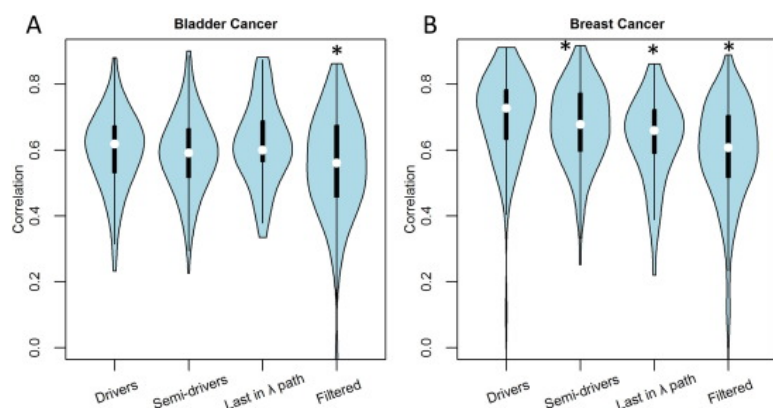 A
Bladder Cancer
*
Correlation
0.8
0.6
0.4
0.2
0.0
Drivers
Semi-drivers
Last in λ path
Filtered
B
Breast Cancer
* * *
Correlation
0.8
0.6
0.4
0.2
0.0
Drivers
Semi-drivers
Last in λ path
Filtered